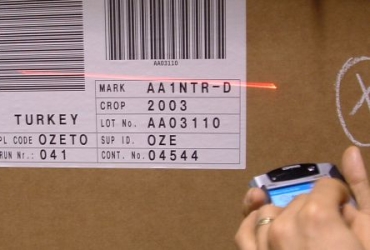 AA03110
MARK AA1NTR-D
CROP 2003
TURKEY LOT No. AA03110
PL CODE OZETO SUP ID. OZE
RUN Nr.: 041 CONT. No. 04544
X